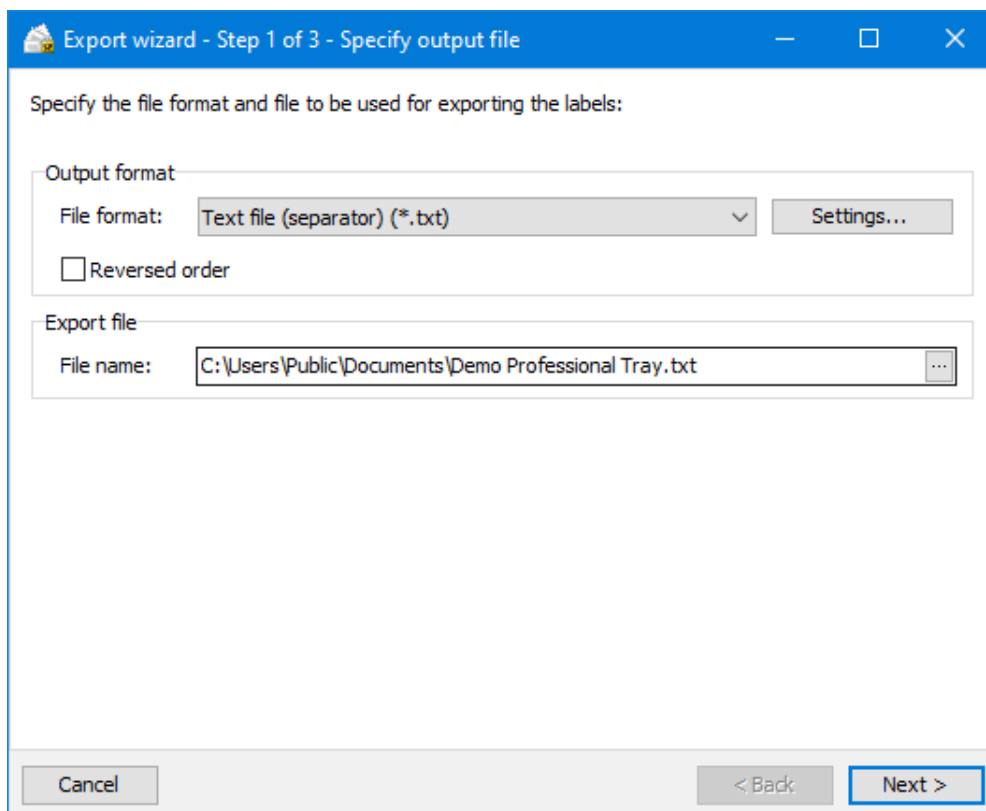 Export wizard - Step 1 of 3 - Specify output file
Specify the file format and file to be used for exporting the labels:
Output format
File format: Text file (separator) (*.txt) Settings...
Reversed order
Export file
File name: C:\Users\Public\Documents\Demo Professional Tray.txt ...
Cancel < Back Next >